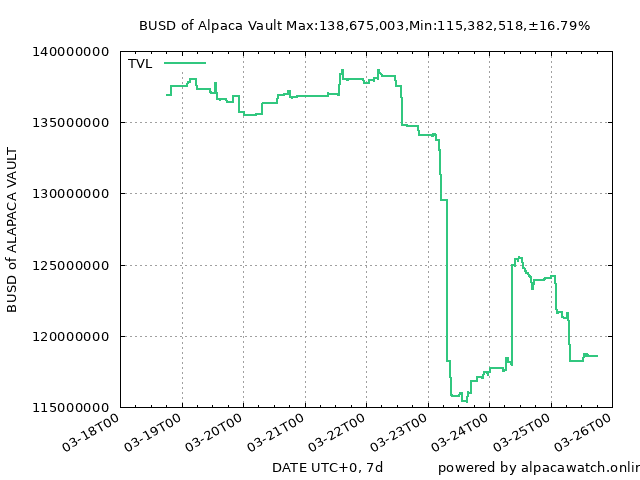 BUSD of Alpaca Vault Max:138,675,003,Min:115,382,518,±16.79%
TVL
140000000
135000000
130000000
125000000
120000000
115000000
BUSD of ALAPACA VAULT
03-18T00
03-19T00
03-20T00
03-21T00
03-22T00
03-23T00
03-24T00
03-25T00
03-26T00
DATE UTC+0, 7d
powered by alpacawatch.onlin